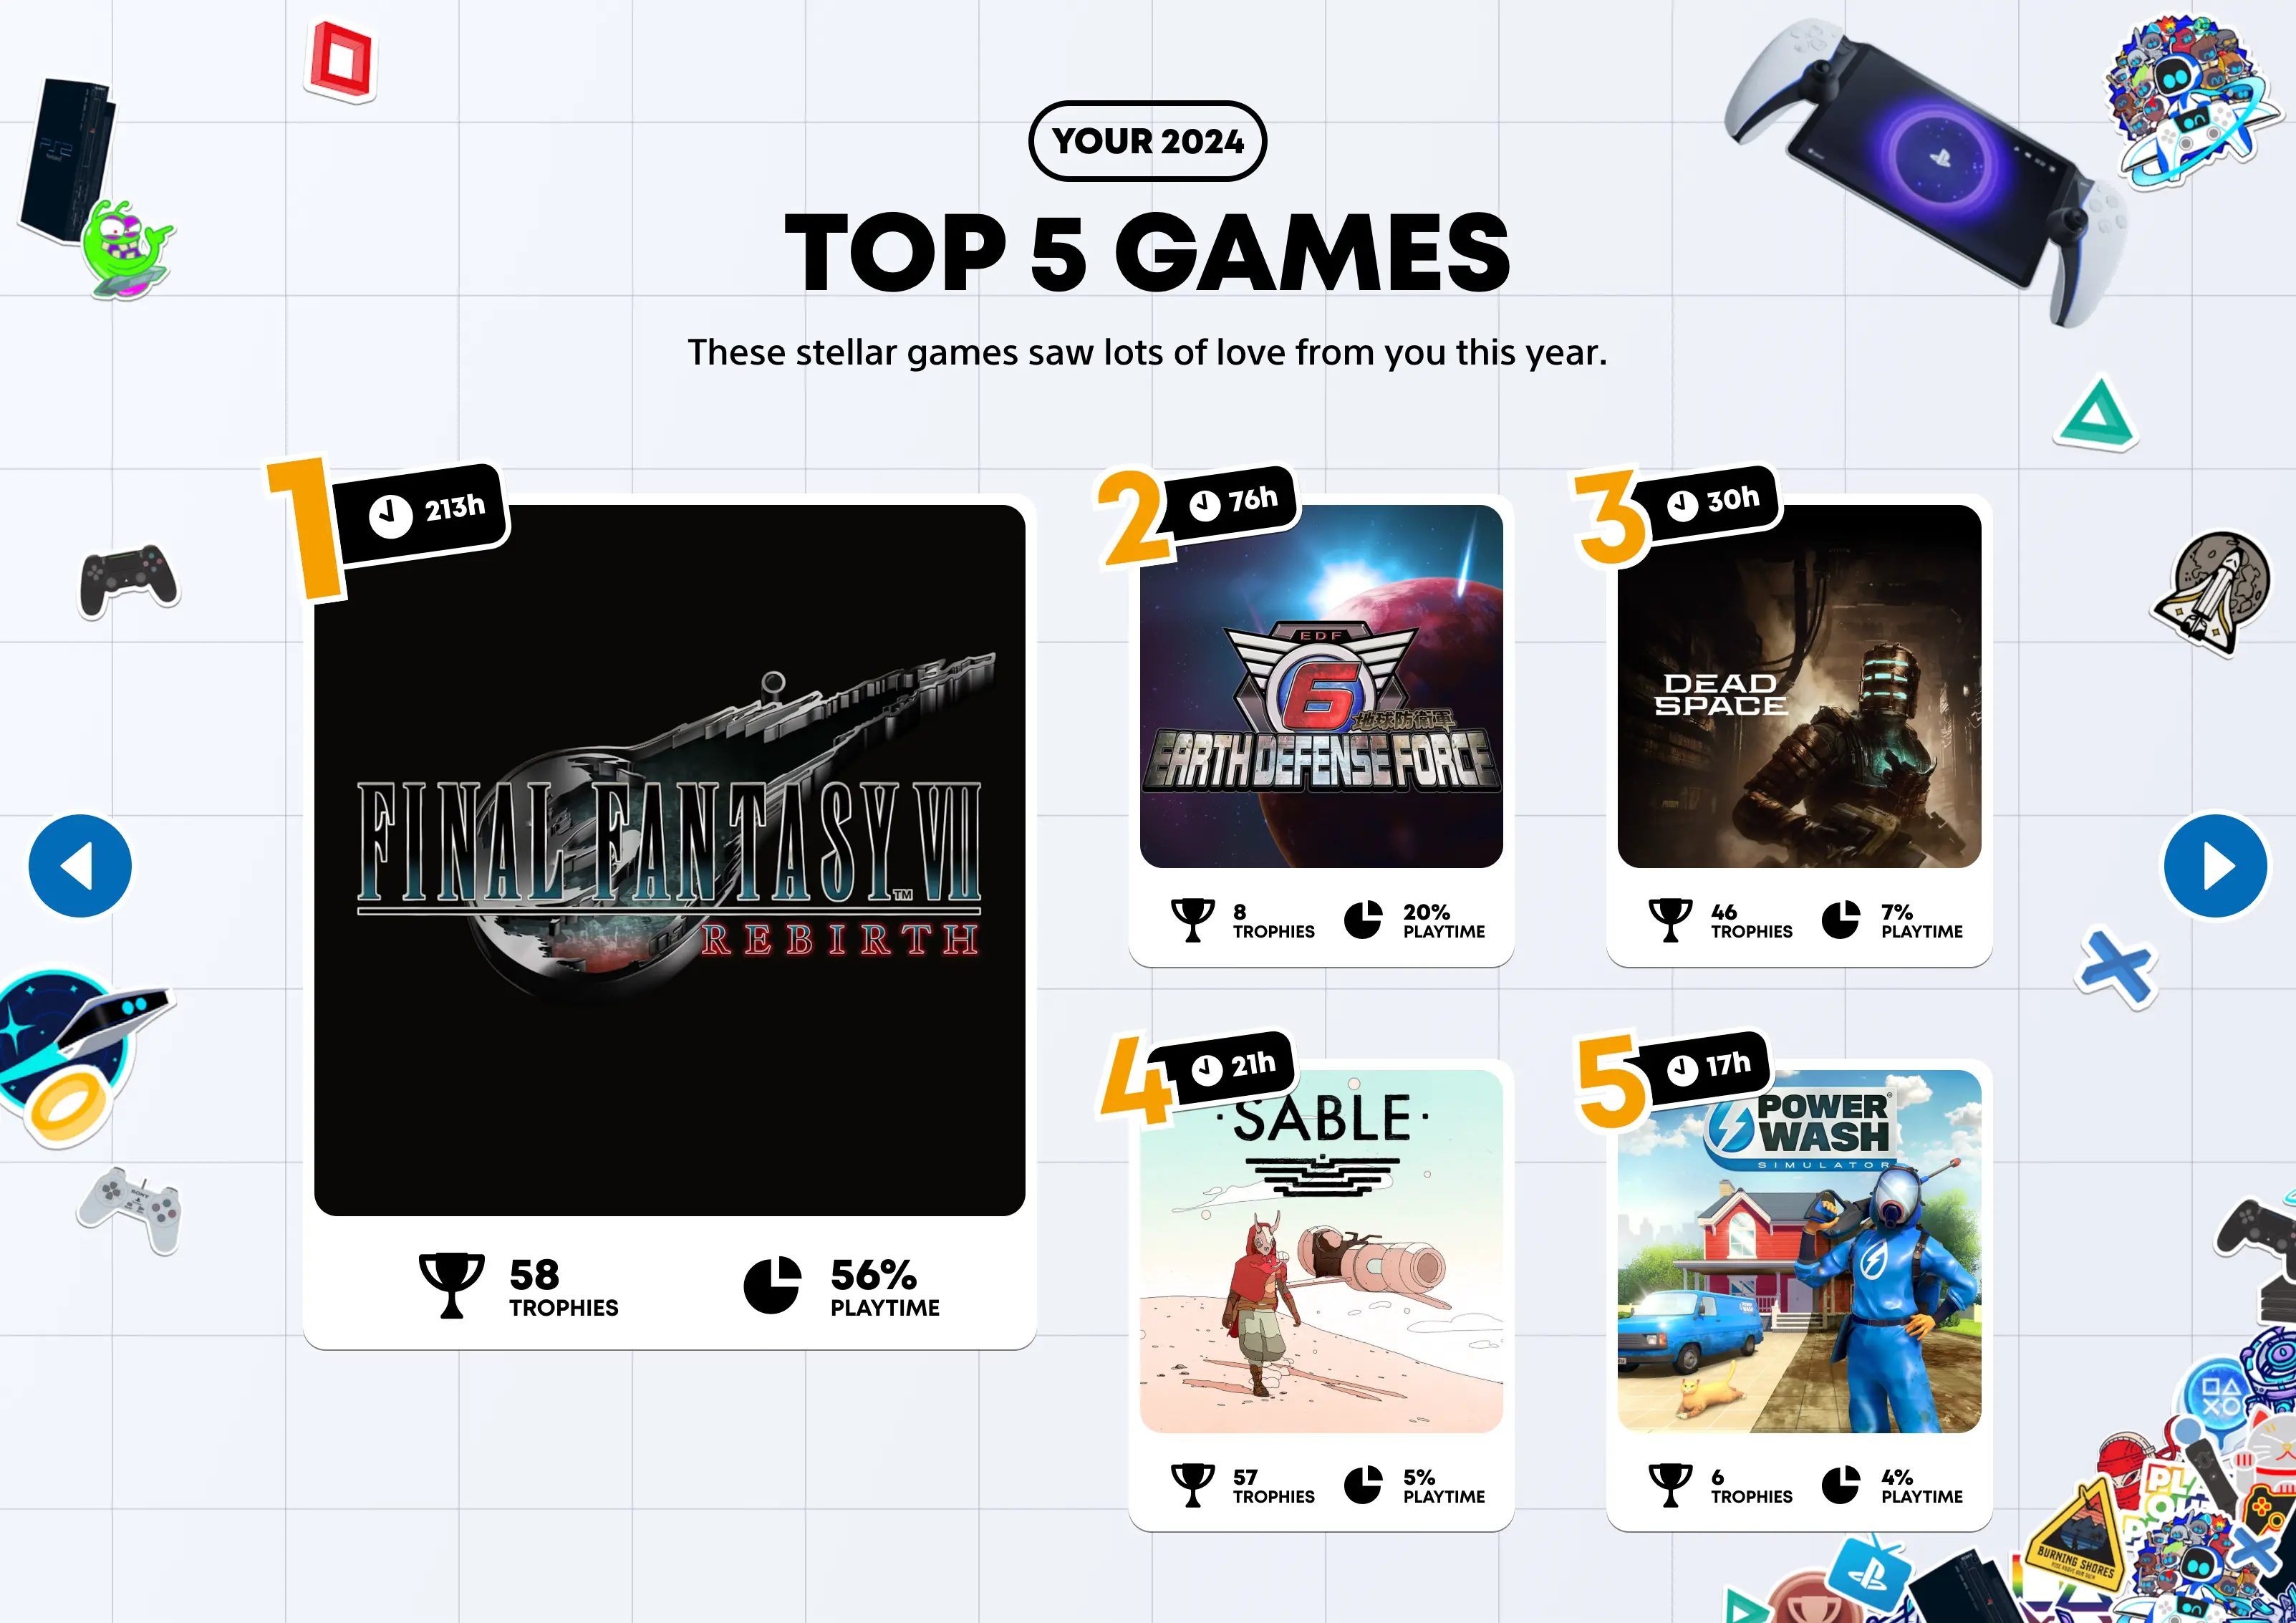 YOUR 2024
TOP 5 GAMES
These stellar games saw lots of love from you this year.
1
213h
FINAL FANTASY VII
TM
REBIRTH
58
TROPHIES
56%
PLAYTIME
2
76h
EDF
6
地球防衛軍
EARTH DEFENSE FORCE
8
TROPHIES
20%
PLAYTIME
3
30h
DEAD
SPACE
46
TROPHIES
7%
PLAYTIME
4
21h
·SABLE·
57
TROPHIES
5%
PLAYTIME
5
17h
POWER
WASH
SIMULATOR
6
TROPHIES
4%
PLAYTIME
PS2
SONY
BURNING SHORES